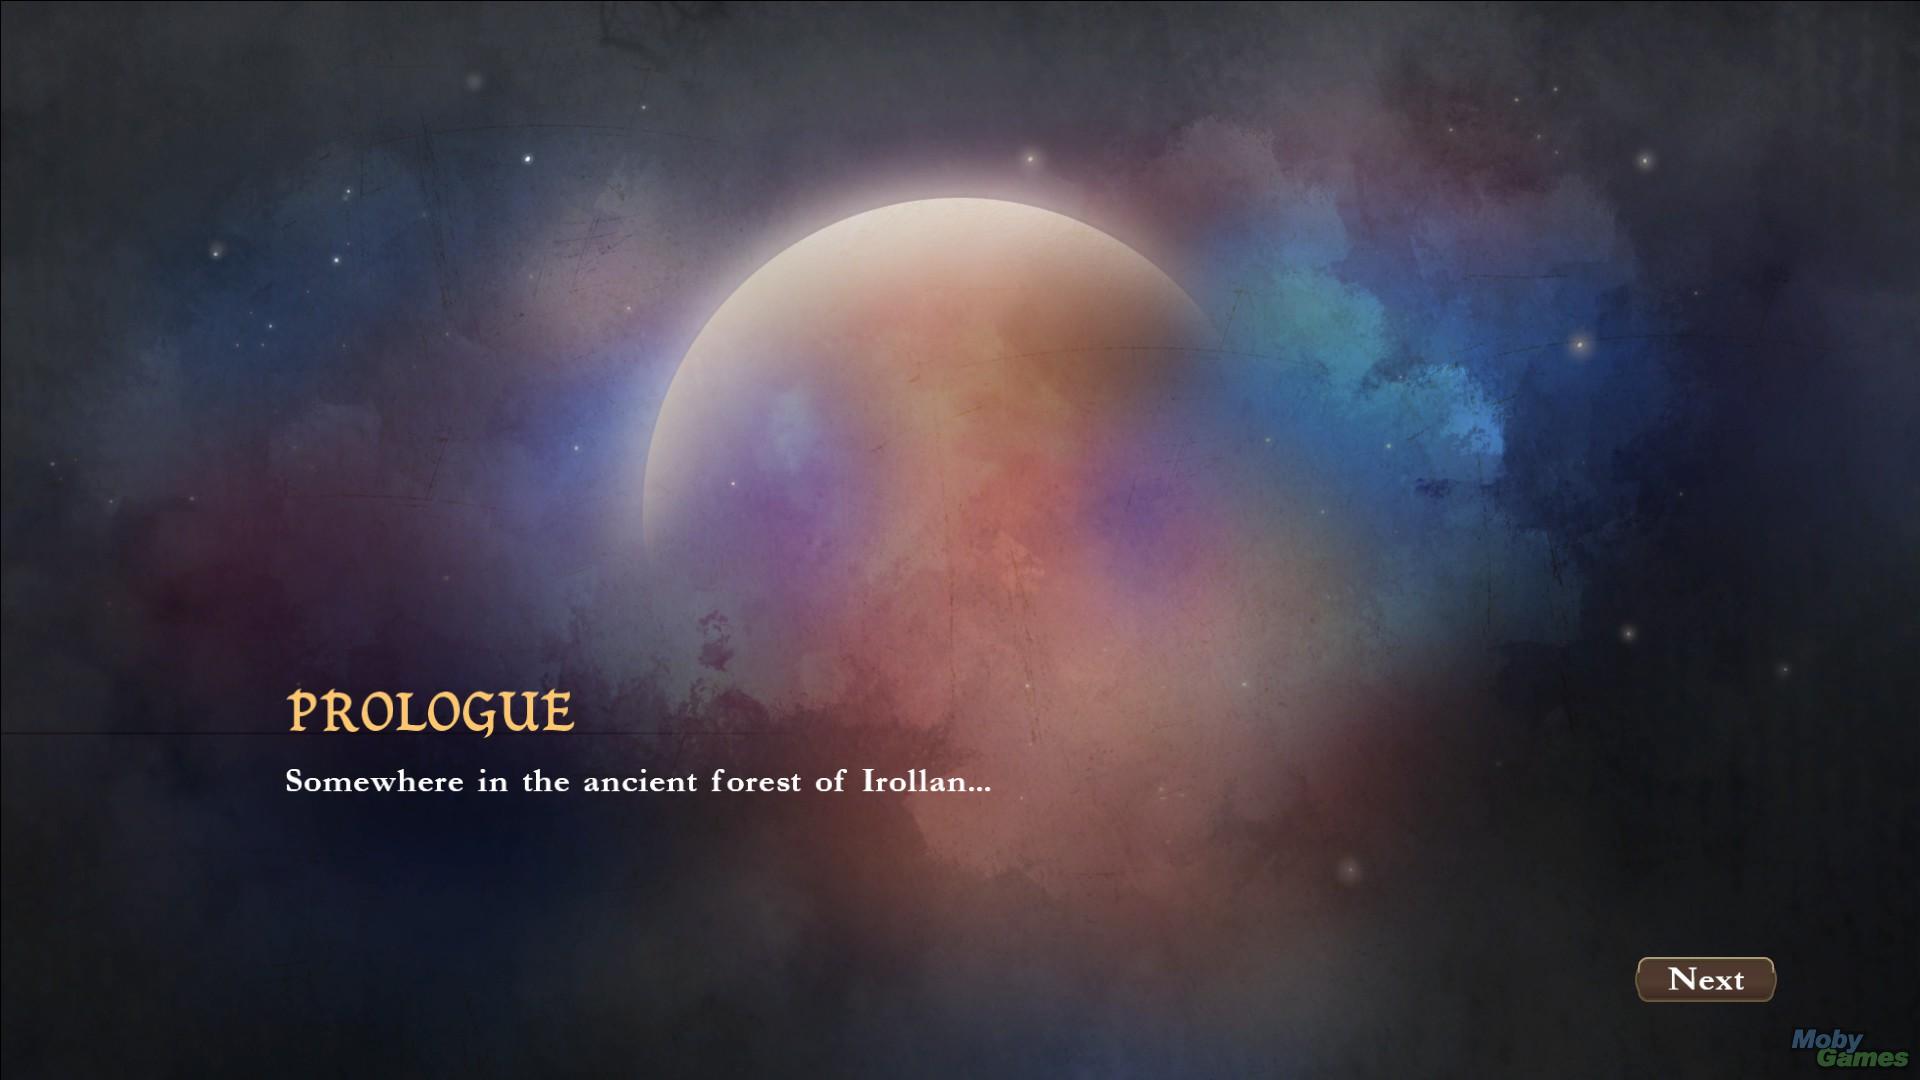 PROLOGUE
Somewhere in the ancient forest of Irollan...
Next
Moby
Games